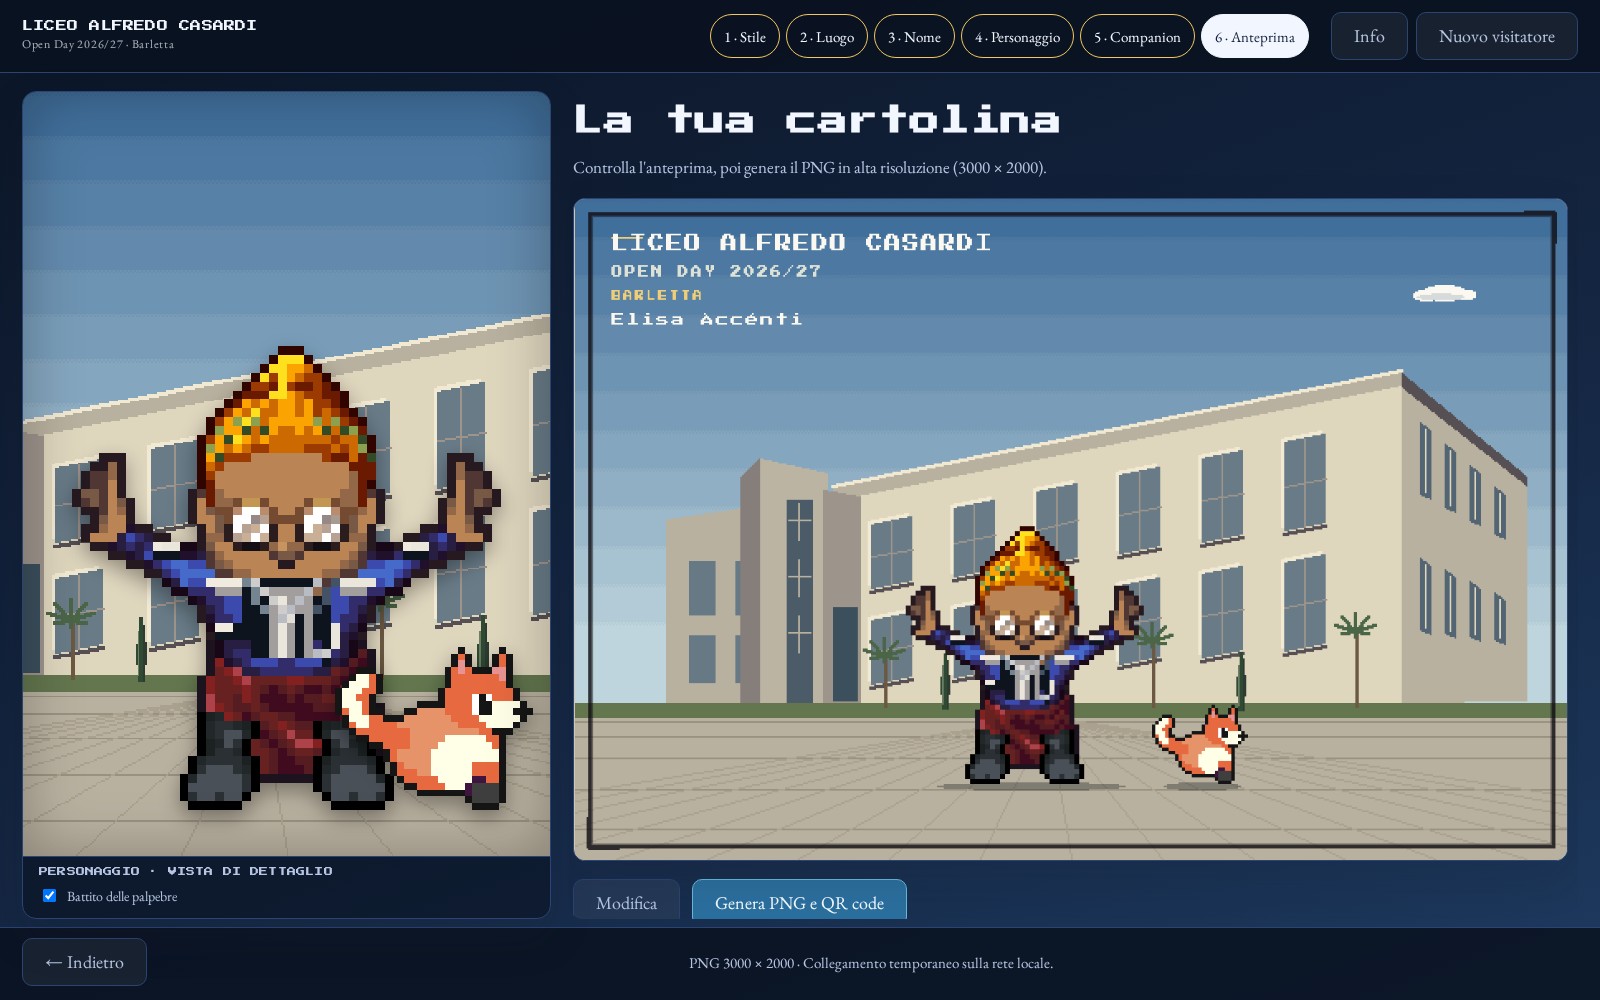 LICEO ALFREDO CASARDI
Open Day 2026/27 · Barletta
1 · Stile
2 · Luogo
3 · Nome
4 · Personaggio
5 · Companion
6 · Anteprima
Info
Nuovo visitatore
La tua cartolina
Controlla l'anteprima, poi genera il PNG in alta risoluzione (3000 × 2000).
LICEO ALFREDO CASARDI
OPEN DAY 2026/27
BARLETTA
Elisa Àccénti
PERSONAGGIO · VISTA DI DETTAGLIO
Battito delle palpebre
Modifica
Genera PNG e QR code
← Indietro
PNG 3000 × 2000 · Collegamento temporaneo sulla rete locale.